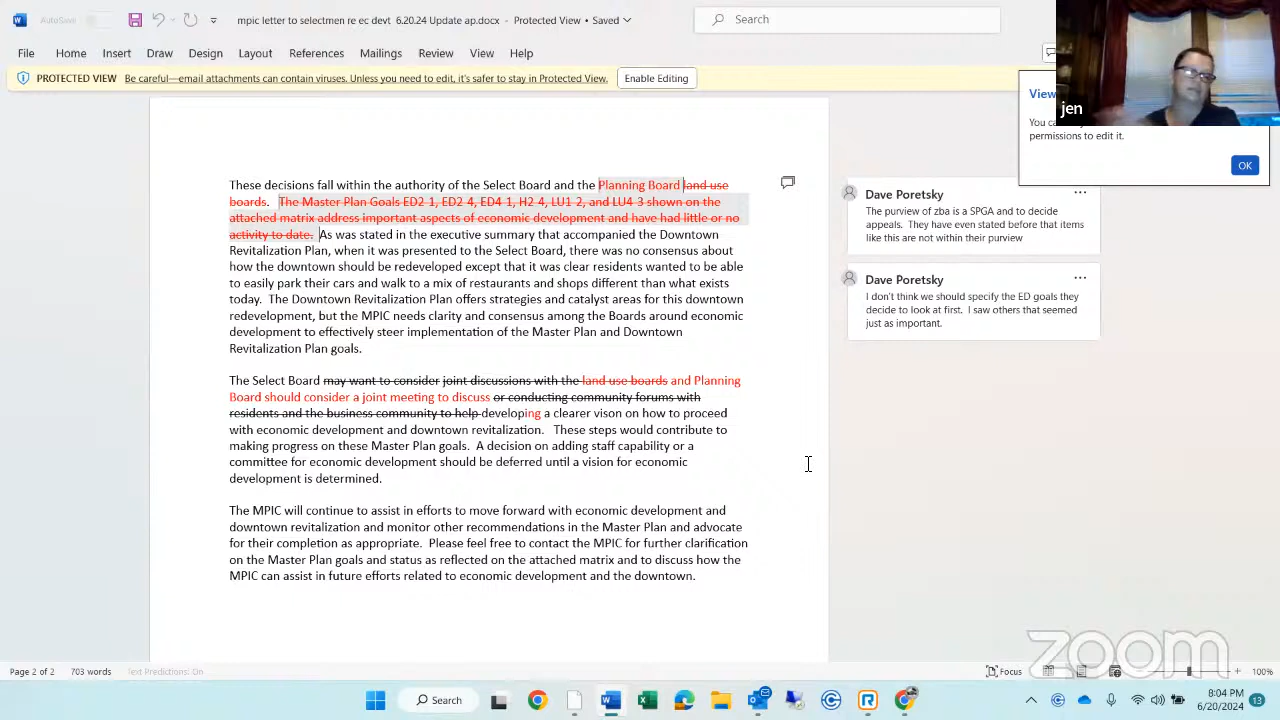 AutoSave
mpic letter to selectmen re ec devt  6.20.24 Update ap.docx - Protected View • Saved
Search
File Home Insert Draw Design Layout References Mailings Review View Help
PROTECTED VIEW Be careful—email attachments can contain viruses. Unless you need to edit, it's safer to stay in Protected View. Enable Editing
jen
View
permissions to edit it.
OK
These decisions fall within the authority of the Select Board and the Planning Board land use
boards.  The Master Plan Goals ED2-1, ED2-4, ED4-1, H2-4, LU1-2, and LU4-3 shown on the
attached matrix address important aspects of economic development and have had little or no
activity to date.  As was stated in the executive summary that accompanied the Downtown
Revitalization Plan, when it was presented to the Select Board, there was no consensus about
how the downtown should be redeveloped except that it was clear residents wanted to be able
to easily park their cars and walk to a mix of restaurants and shops different than what exists
today.  The Downtown Revitalization Plan offers strategies and catalyst areas for this downtown
redevelopment, but the MPIC needs clarity and consensus among the Boards around economic
development to effectively steer implementation of the Master Plan and Downtown
Revitalization Plan goals.
The Select Board may want to consider joint discussions with the land use boards and Planning
Board should consider a joint meeting to discuss or conducting community forums with
residents and the business community to help developing a clearer vison on how to proceed
with economic development and downtown revitalization.   These steps would contribute to
making progress on these Master Plan goals.  A decision on adding staff capability or a
committee for economic development should be deferred until a vision for economic
development is determined.
The MPIC will continue to assist in efforts to move forward with economic development and
downtown revitalization and monitor other recommendations in the Master Plan and advocate
for their completion as appropriate.  Please feel free to contact the MPIC for further clarification
on the Master Plan goals and status as reflected on the attached matrix and to discuss how the
MPIC can assist in future efforts related to economic development and the downtown.
Dave Poretsky
The purview of zba is a SPGA and to decide
appeals.  They have even stated before that items
like this are not within their purview
Dave Poretsky
I don't think we should specify the ED goals they
decide to look at first.  I saw others that seemed
just as important.
zoom
Page 2 of 2 703 words Text Predictions: On Focus 100%
Search
8:04 PM
6/20/2024
13